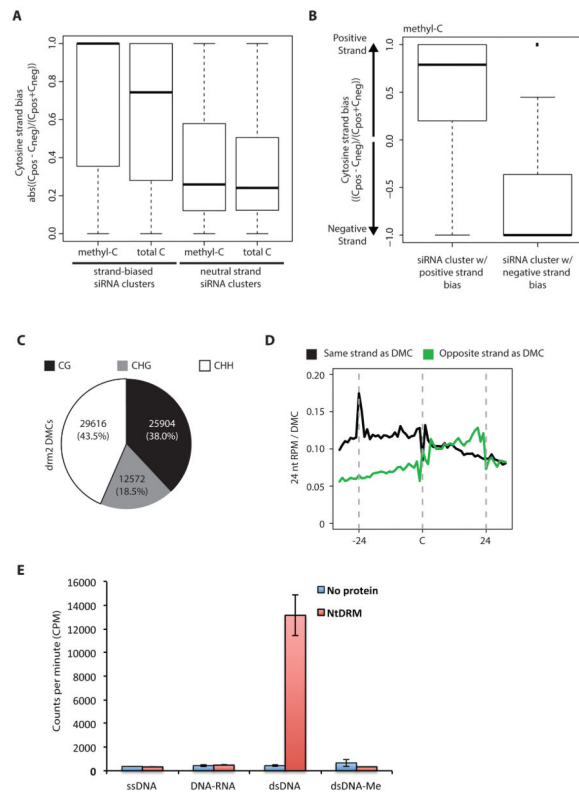 A
Cytosine strand bias
abs((Cpos - Cneg)/(Cpos+Cneg))
1.0
0.8
0.6
0.4
0.2
0.0
methyl-C total C methyl-C total C
strand-biased neutral strand
siRNA clusters siRNA clusters
B
methyl-C
Positive
Strand
Cytosine strand bias
((Cpos - Cneg)/(Cpos+Cneg))
Negative
Strand
1.0
0.5
0.0
−0.5
−1.0
siRNA cluster w/ siRNA cluster w/
positive strand negative strand
bias bias
C
CG CHG CHH
drm2 DMCs
29616
(43.5%)
25904
(38.0%)
12572
(18.5%)
D
Same strand as DMC Opposite strand as DMC
24 nt RPM / DMC
0.20
0.15
0.10
0.05
0
-24 C 24
E
Counts per minute (CPM)
16000
14000
12000
10000
8000
6000
4000
2000
0
No protein
NtDRM
ssDNA DNA-RNA dsDNA dsDNA-Me